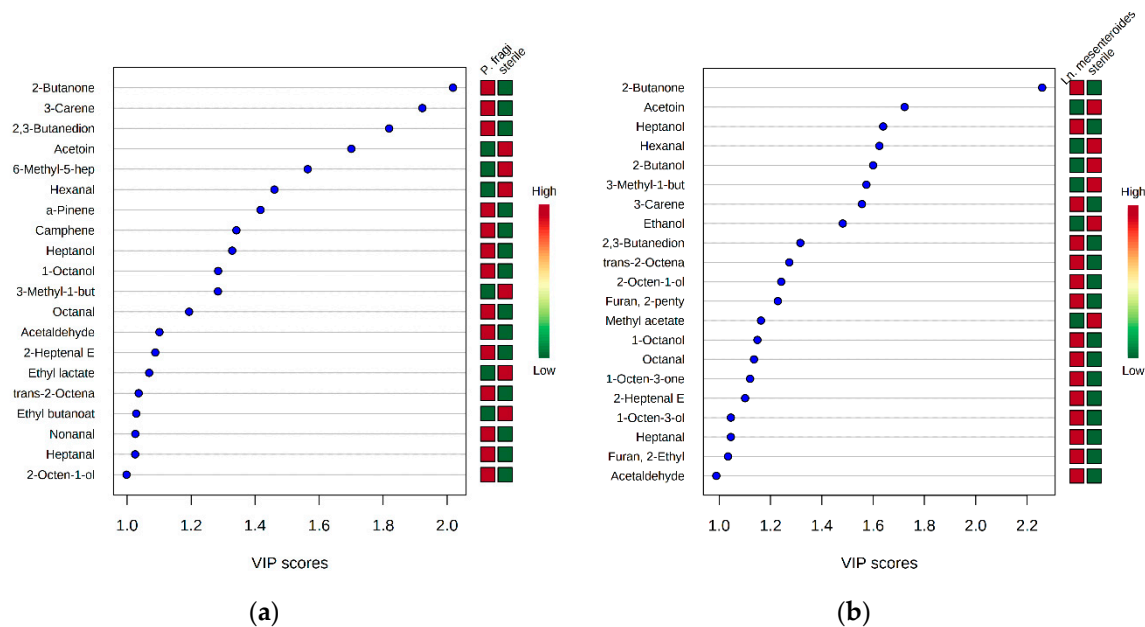 P. fragi
sterile
2-Butanone
3-Carene
2,3-Butanedion
Acetoin
6-Methyl-5-hep
Hexanal
a-Pinene
Camphene
Heptanol
1-Octanol
3-Methyl-1-but
Octanal
Acetaldehyde
2-Heptenal E
Ethyl lactate
trans-2-Octena
Ethyl butanoat
Nonanal
Heptanal
2-Octen-1-ol
High
Low
1.0 1.2 1.4 1.6 1.8 2.0
VIP scores
(a)
Ln. mesenteroides
sterile
2-Butanone
Acetoin
Heptanol
Hexanal
2-Butanol
3-Methyl-1-but
3-Carene
Ethanol
2,3-Butanedion
trans-2-Octena
2-Octen-1-ol
Furan, 2-penty
Methyl acetate
1-Octanol
Octanal
1-Octen-3-one
2-Heptenal E
1-Octen-3-ol
Heptanal
Furan, 2-Ethyl
Acetaldehyde
High
Low
1.0 1.2 1.4 1.6 1.8 2.0 2.2
VIP scores
(b)